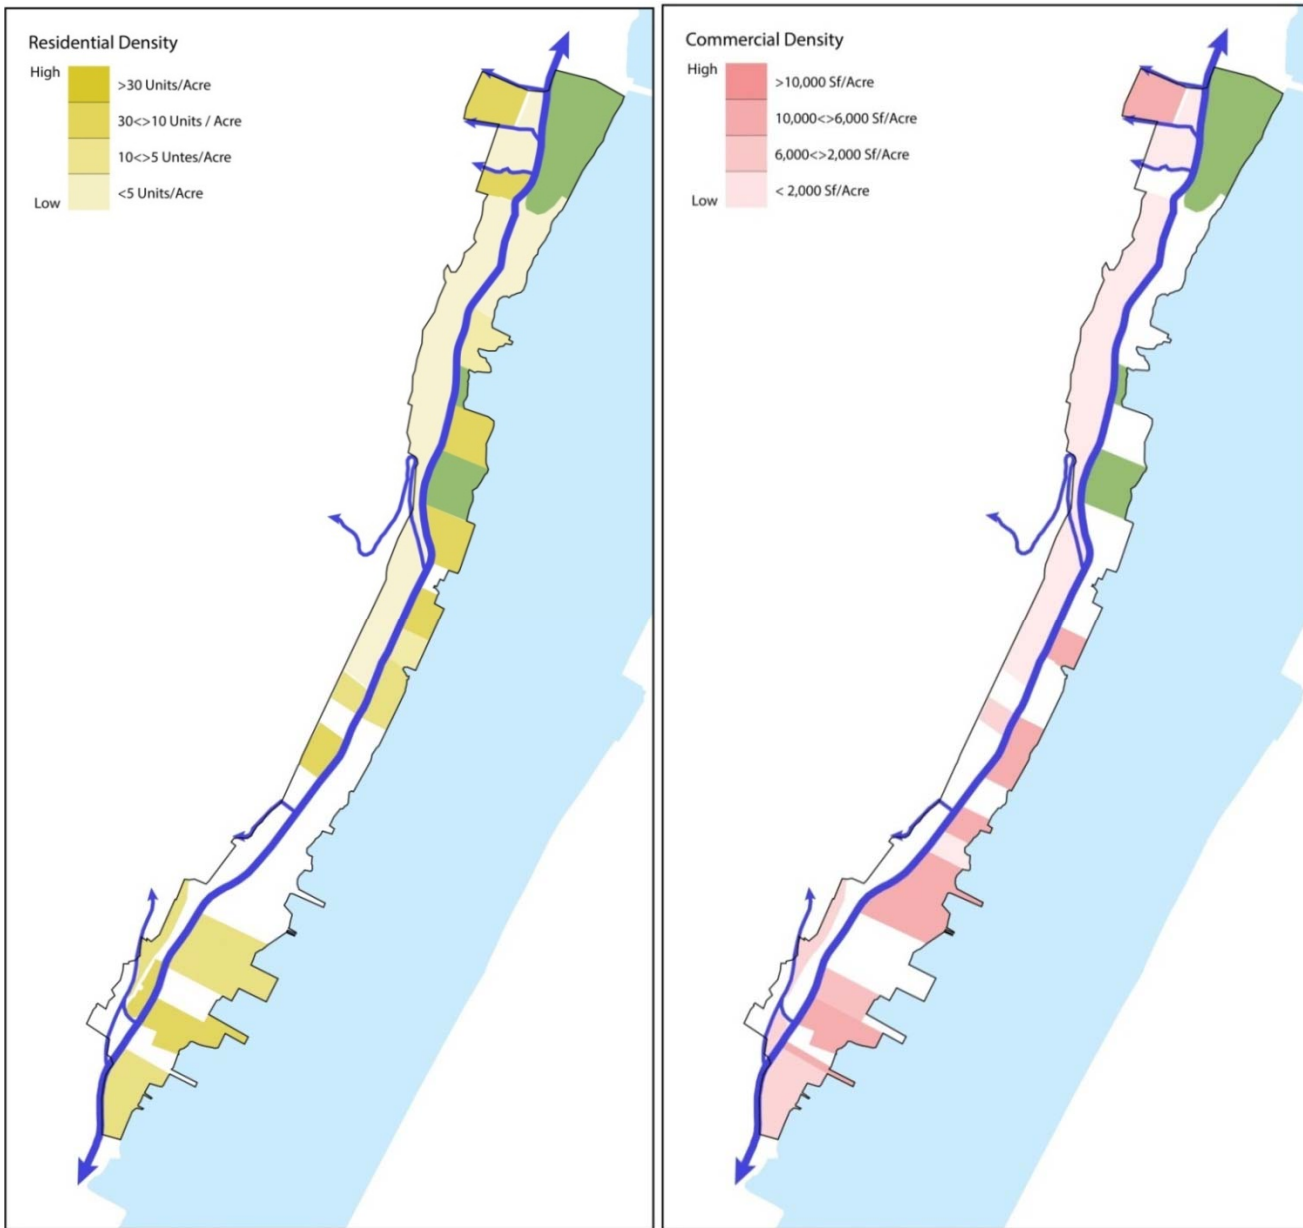 Residential Density
High
>30 Units/Acre
30<>10 Units / Acre
10<>5 Untes/Acre
<5 Units/Acre
Low
Commercial Density
High
>10,000 Sf/Acre
10,000<>6,000 Sf/Acre
6,000<>2,000 Sf/Acre
< 2,000 Sf/Acre
Low